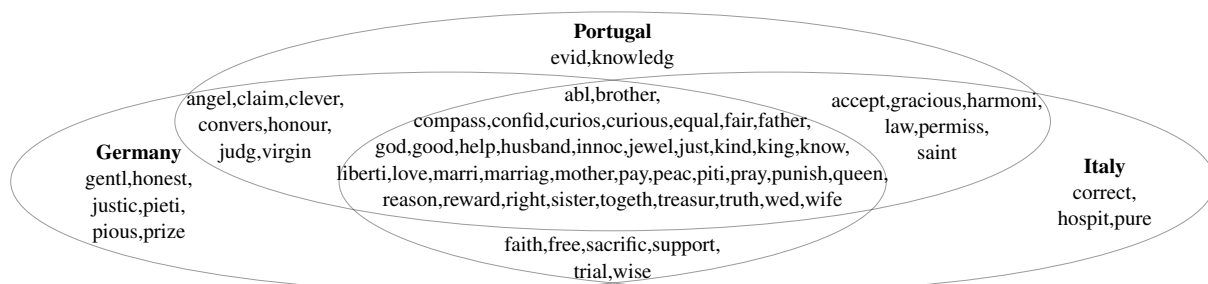 Portugal
evid,knowledg
angel,claim,clever,
convers,honour,
judg,virgin
abl,brother,
compass,confid,curios,curious,equal,fair,father,
god,good,help,husband,innoc,jewel,just,kind,king,know,
liberti,love,marri,marriag,mother,pay,peac,piti,pray,punish,queen,
reason,reward,right,sister,togeth,treasur,truth,wed,wife
accept,gracious,harmoni,
law,permiss,
saint
Germany
gentl,honest,
justic,pieti,
pious,prize
Italy
correct,
hospit,pure
faith,free,sacrific,support,
trial,wise